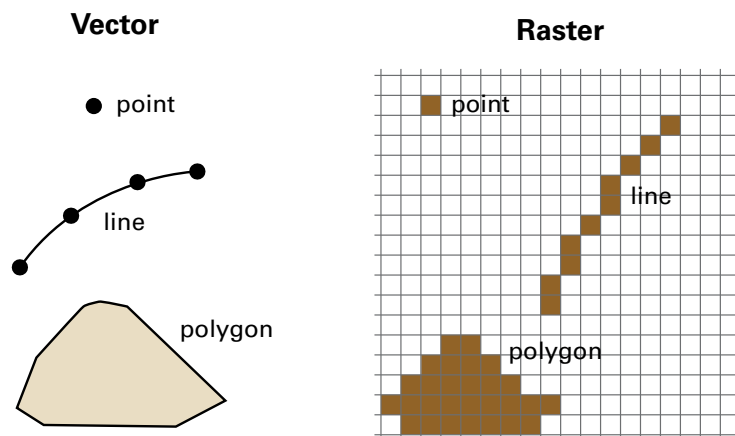 Vector
point
line
polygon
Raster
point
line
polygon